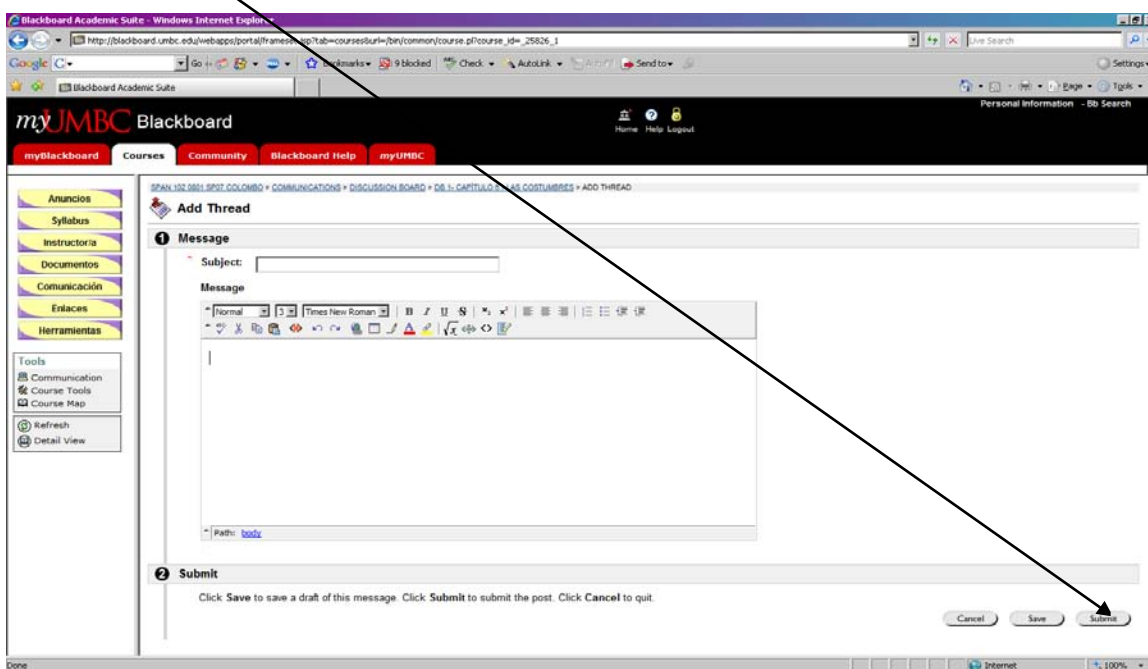 Blackboard Academic Suite - Windows Internet Explorer
http://blackboard.umbc.edu/webapps/portal/frameset.jsp?tab=courses&url=/bin/common/course.pl?course_id=_25826_1
Live Search
Google
Go
Bookmarks
9 blocked
Check
AutoLink
AutoFill
Send to
Settings
Blackboard Academic Suite
Page
Tools
Personal Information - Bb Search
myUMBC Blackboard
Home Help Logout
myBlackboard Courses Community Blackboard Help myUMBC
SPAN 102 0801 SP07 COLOMBO > COMMUNICATIONS > DISCUSSION BOARD > DB 1- CAPÍTULO LAS COSTUMBRES > ADD THREAD
Anuncios
Syllabus
Instructor/a
Documentos
Comunicación
Enlaces
Herramientas
Tools
Communication
Course Tools
Course Map
Refresh
Detail View
Add Thread
1 Message
Subject:
Message
Normal 3 Times New Roman B I U S
Path: body
2 Submit
Click Save to save a draft of this message. Click Submit to submit the post. Click Cancel to quit.
Cancel Save Submit
Done
Internet
100%